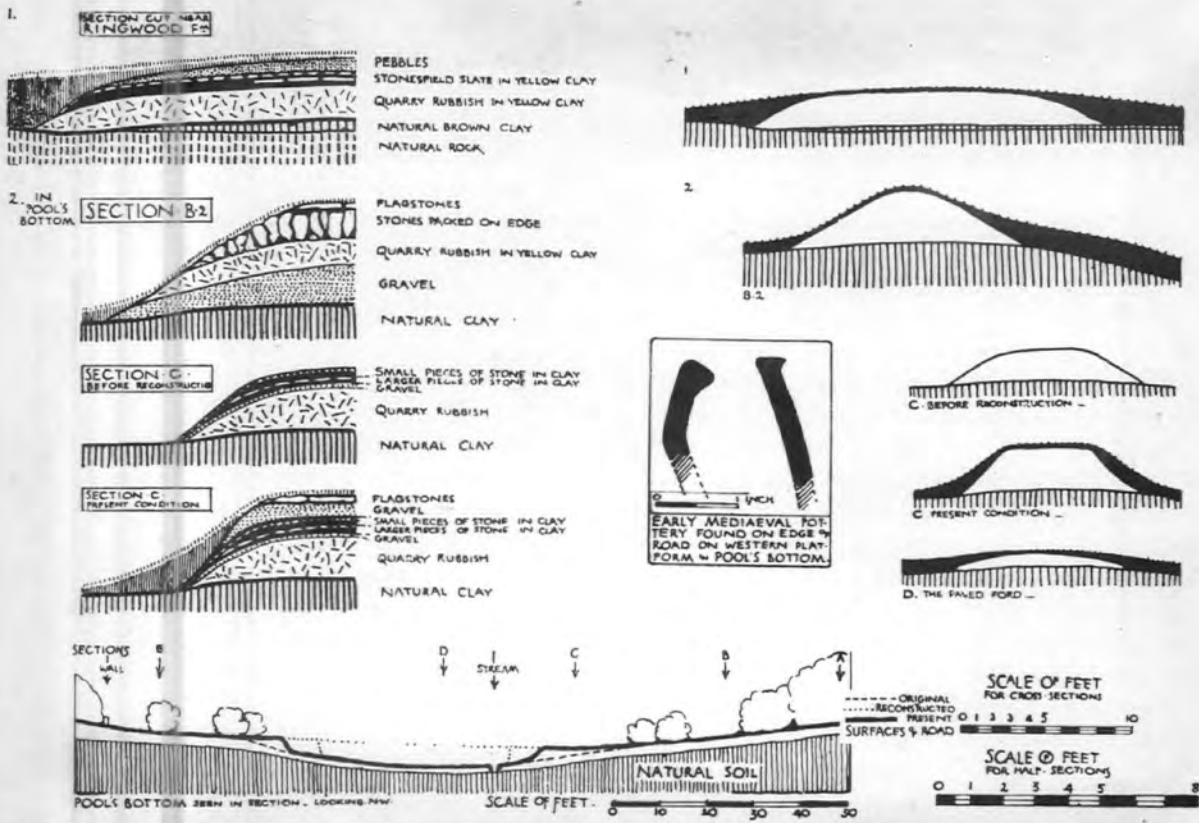 1.
SECTION CUT NEAR
RINGWOOD Fm
PEBBLES
STONESFIELD SLATE IN YELLOW CLAY
QUARRY RUBBISH IN YELLOW CLAY
NATURAL BROWN CLAY
NATURAL ROCK
2. IN
POOL'S
BOTTOM
SECTION B·2
FLAGSTONES
STONES PACKED ON EDGE
QUARRY RUBBISH IN YELLOW CLAY
GRAVEL
NATURAL CLAY
SECTION·C·
BEFORE RECONSTRUCTIO
SMALL PIECES OF STONE IN CLAY
LARGER PIECES OF STONE IN CLAY
GRAVEL
QUARRY RUBBISH
NATURAL CLAY
SECTION·C·
PRESENT CONDITION
FLAGSTONES
GRAVEL
SMALL PIECES OF STONE IN CLAY
LARGER PIECES OF STONE IN CLAY
GRAVEL
QUARRY RUBBISH
NATURAL CLAY
1
2
B·2
0 1 INCH
EARLY MEDIAEVAL POT-
TERY FOUND ON EDGE OF
ROAD ON WESTERN PLAT-
FORM IN POOL'S BOTTOM
C. BEFORE RECONSTRUCTION
C PRESENT CONDITION
D. THE PAVED FORD
SECTIONS
WALL
B
D
STREAM
C
B
A
ORIGINAL
RECONSTRUCTED
PRESENT
SURFACES OF ROAD
NATURAL SOIL
POOL'S BOTTOM SEEN IN SECTION. LOOKING NW.
SCALE OF FEET
0 10 20 30 40 50
SCALE OF FEET
FOR CROSS·SECTIONS
0 1 2 3 4 5 10
SCALE OF FEET
FOR HALF·SECTIONS
0 1 2 3 4 5 8